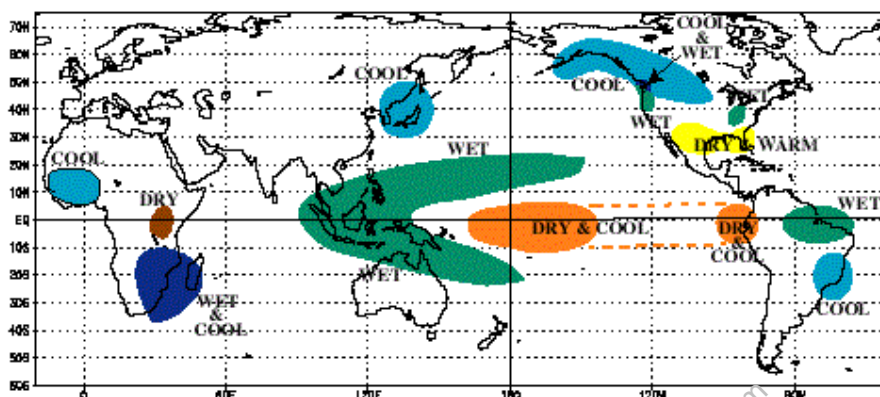 75N
COOL
&
WET
60N
COOL
COOL
WET
50N
40N
WET
30N
DRY & WARM
COOL
WET
20N
10N
DRY
WET
EQ
DRY & COOL
DRY
&
COOL
10S
WET
20S
WET
&
COOL
COOL
30S
40S
50S
60S
0
60E
120E
180
120W
60W